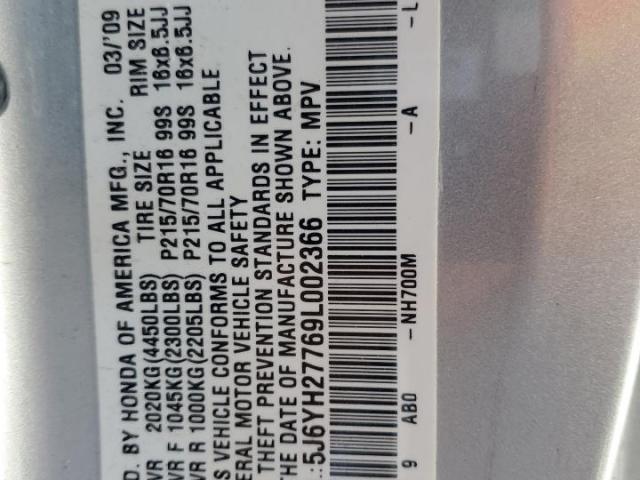 D. BY HONDA OF AMERICA MFG., INC. 03/'09
VR 2020KG(4450LBS) TIRE SIZE RIM SIZE
VR F 1045KG(2300LBS) P215/70R16 99S 16x6.5JJ
VR R 1000KG(2205LBS) P215/70R16 99S 16x6.5JJ
S VEHICLE CONFORMS TO ALL APPLICABLE
ERAL MOTOR VEHICLE SAFETY
THEFT PREVENTION STANDARDS IN EFFECT
THE DATE OF MANUFACTURE SHOWN ABOVE.
.:5J6YH27769L002366 TYPE: MPV
9 AB0 -NH700M -A -L